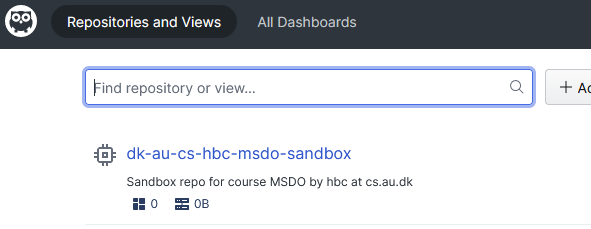 Repositories and Views All Dashboards
Find repository or view...
dk-au-cs-hbc-msdo-sandbox
Sandbox repo for course MSDO by hbc at cs.au.dk
0 0B